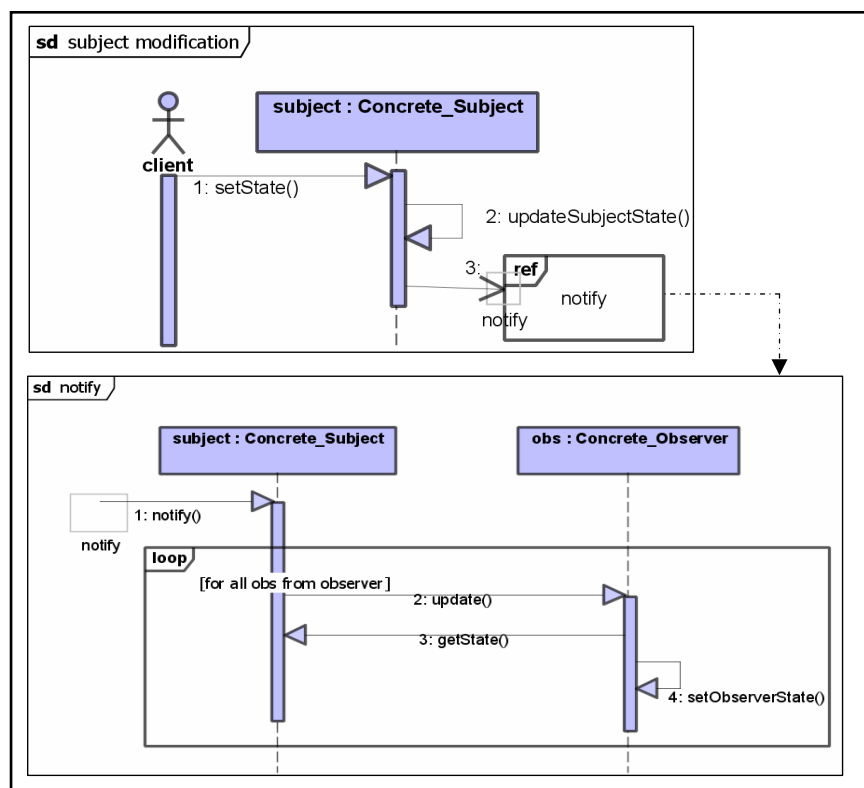 sd subject modification
subject : Concrete_Subject
client
1: setState()
2: updateSubjectState()
3:
ref
notify
notify
sd notify
subject : Concrete_Subject
obs : Concrete_Observer
1: notify()
notify
loop
[for all obs from observer]
2: update()
3: getState()
4: setObserverState()